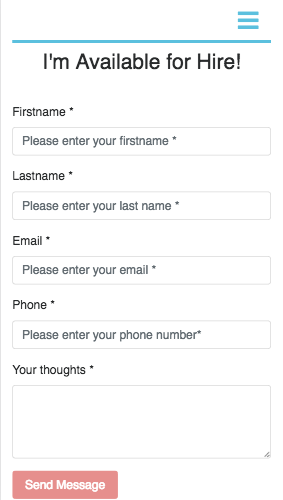 I'm Available for Hire!
Firstname *
Please enter your firstname *
Lastname *
Please enter your last name *
Email *
Please enter your email *
Phone *
Please enter your phone number*
Your thoughts *
Send Message